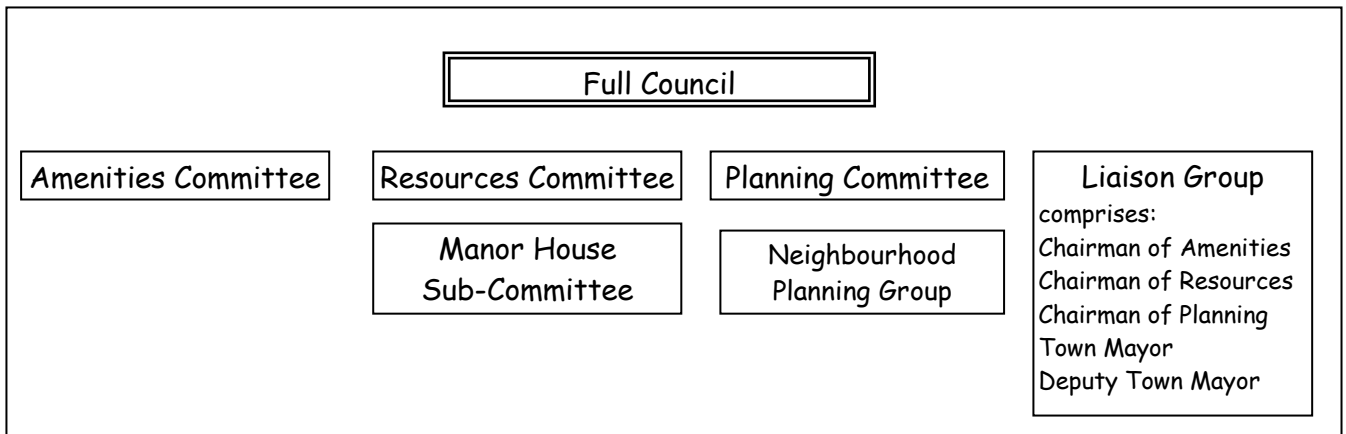 Full Council
Amenities Committee
Resources Committee
Planning Committee
Liaison Group
comprises:
Chairman of Amenities
Chairman of Resources
Chairman of Planning
Town Mayor
Deputy Town Mayor
Manor House
Sub-Committee
Neighbourhood
Planning Group